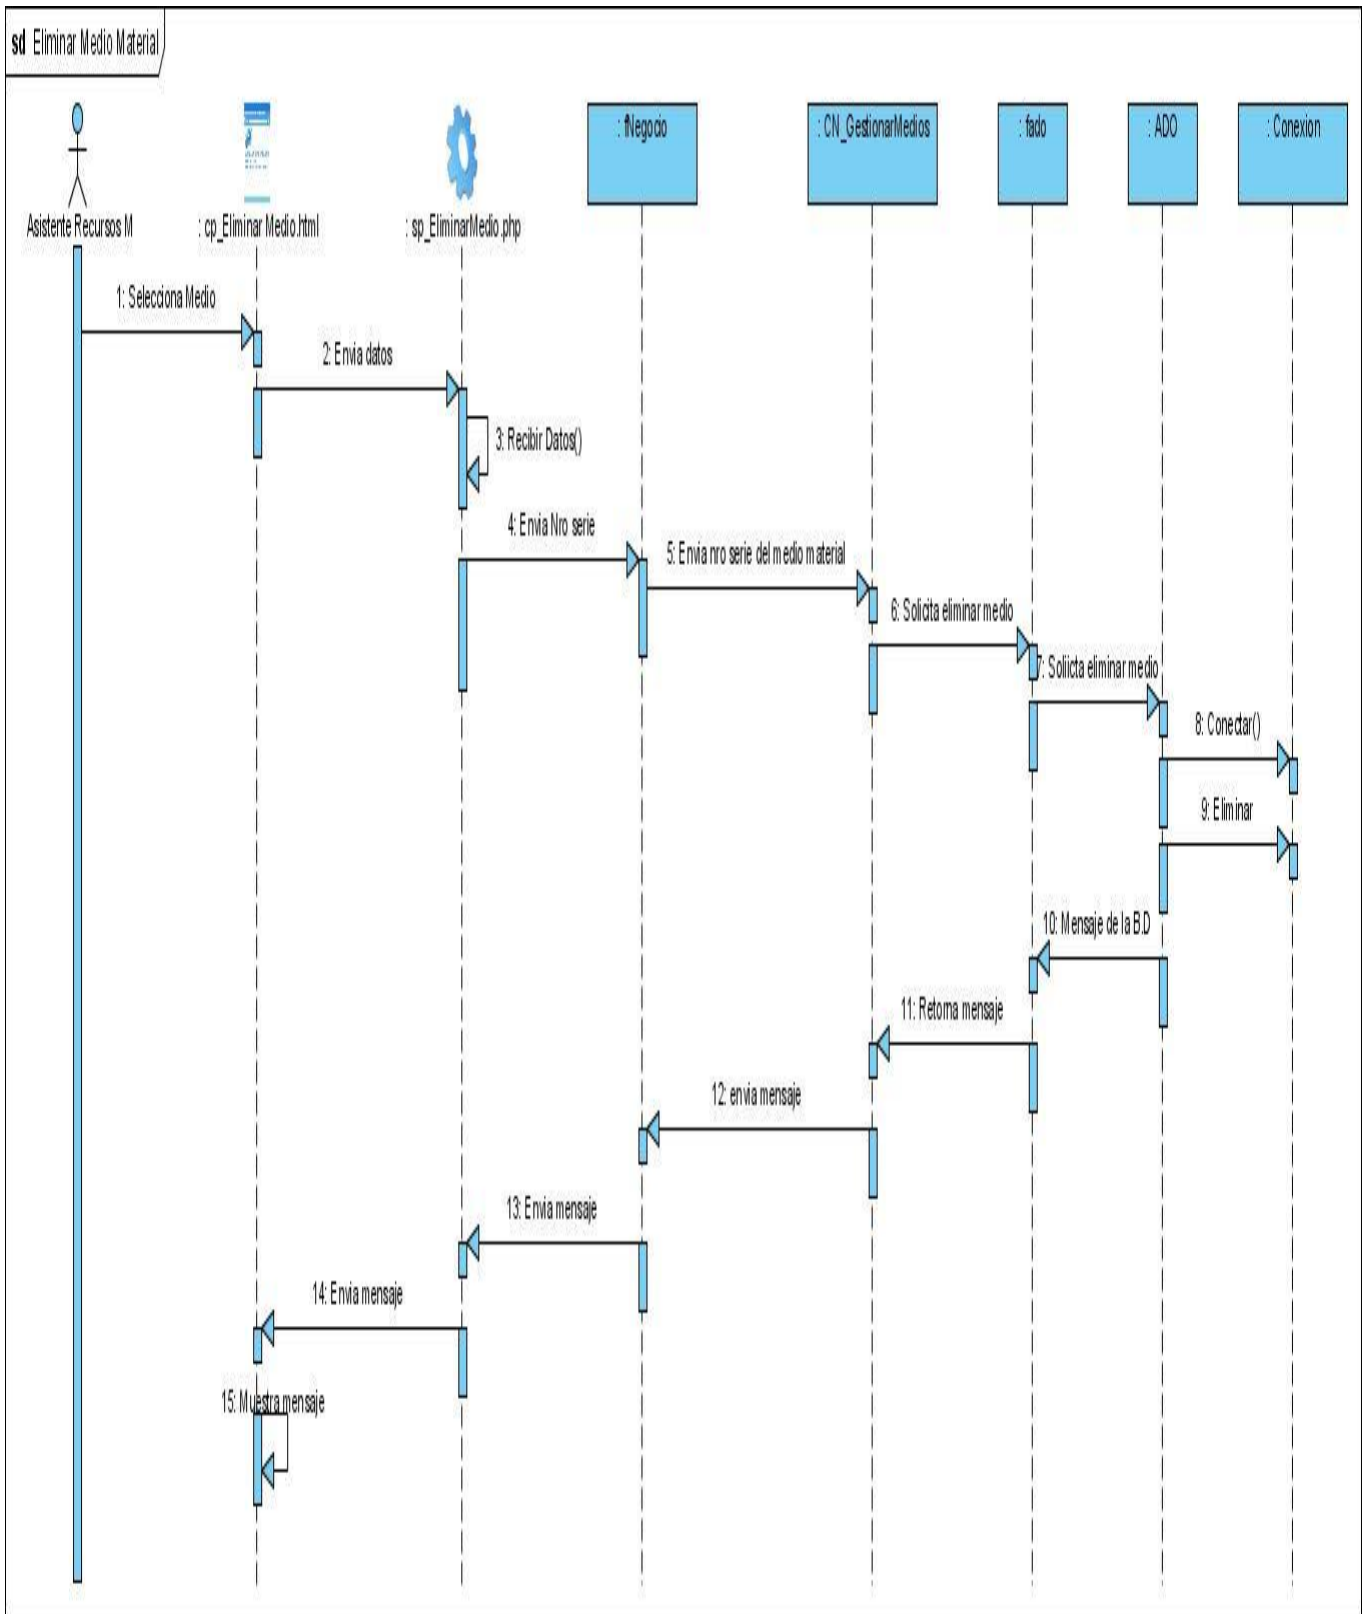 sd Eliminar Medio Material
Asistente Recursos M
: cp_Eliminar Medio.html
: sp_EliminarMedio.php
: fNegocio
: CN_GestionarMedios
: fado
: ADO
: Conexion
1: Selecciona Medio
2: Envia datos
3: Recibir Datos()
4: Envia Nro serie
5: Envia nro serie del medio material
6: Solicita eliminar medio
7: Soliicta eliminar medio
8: Conectar()
9: Eliminar
10: Mensaje de la B.D
11: Retorna mensaje
12: envia mensaje
13: Envia mensaje
14: Envia mensaje
15: Muestra mensaje